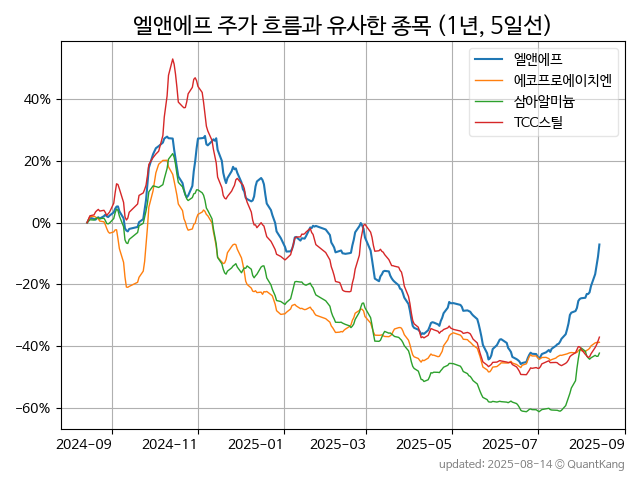 엘앤에프 주가 흐름과 유사한 종목 (1년, 5일선)
엘앤에프
에코프로에이치엔
삼아알미늄
TCC스틸
40%
20%
0%
−20%
−40%
−60%
2024-09 2024-11 2025-01 2025-03 2025-05 2025-07 2025-09
updated: 2025-08-14 © QuantKang